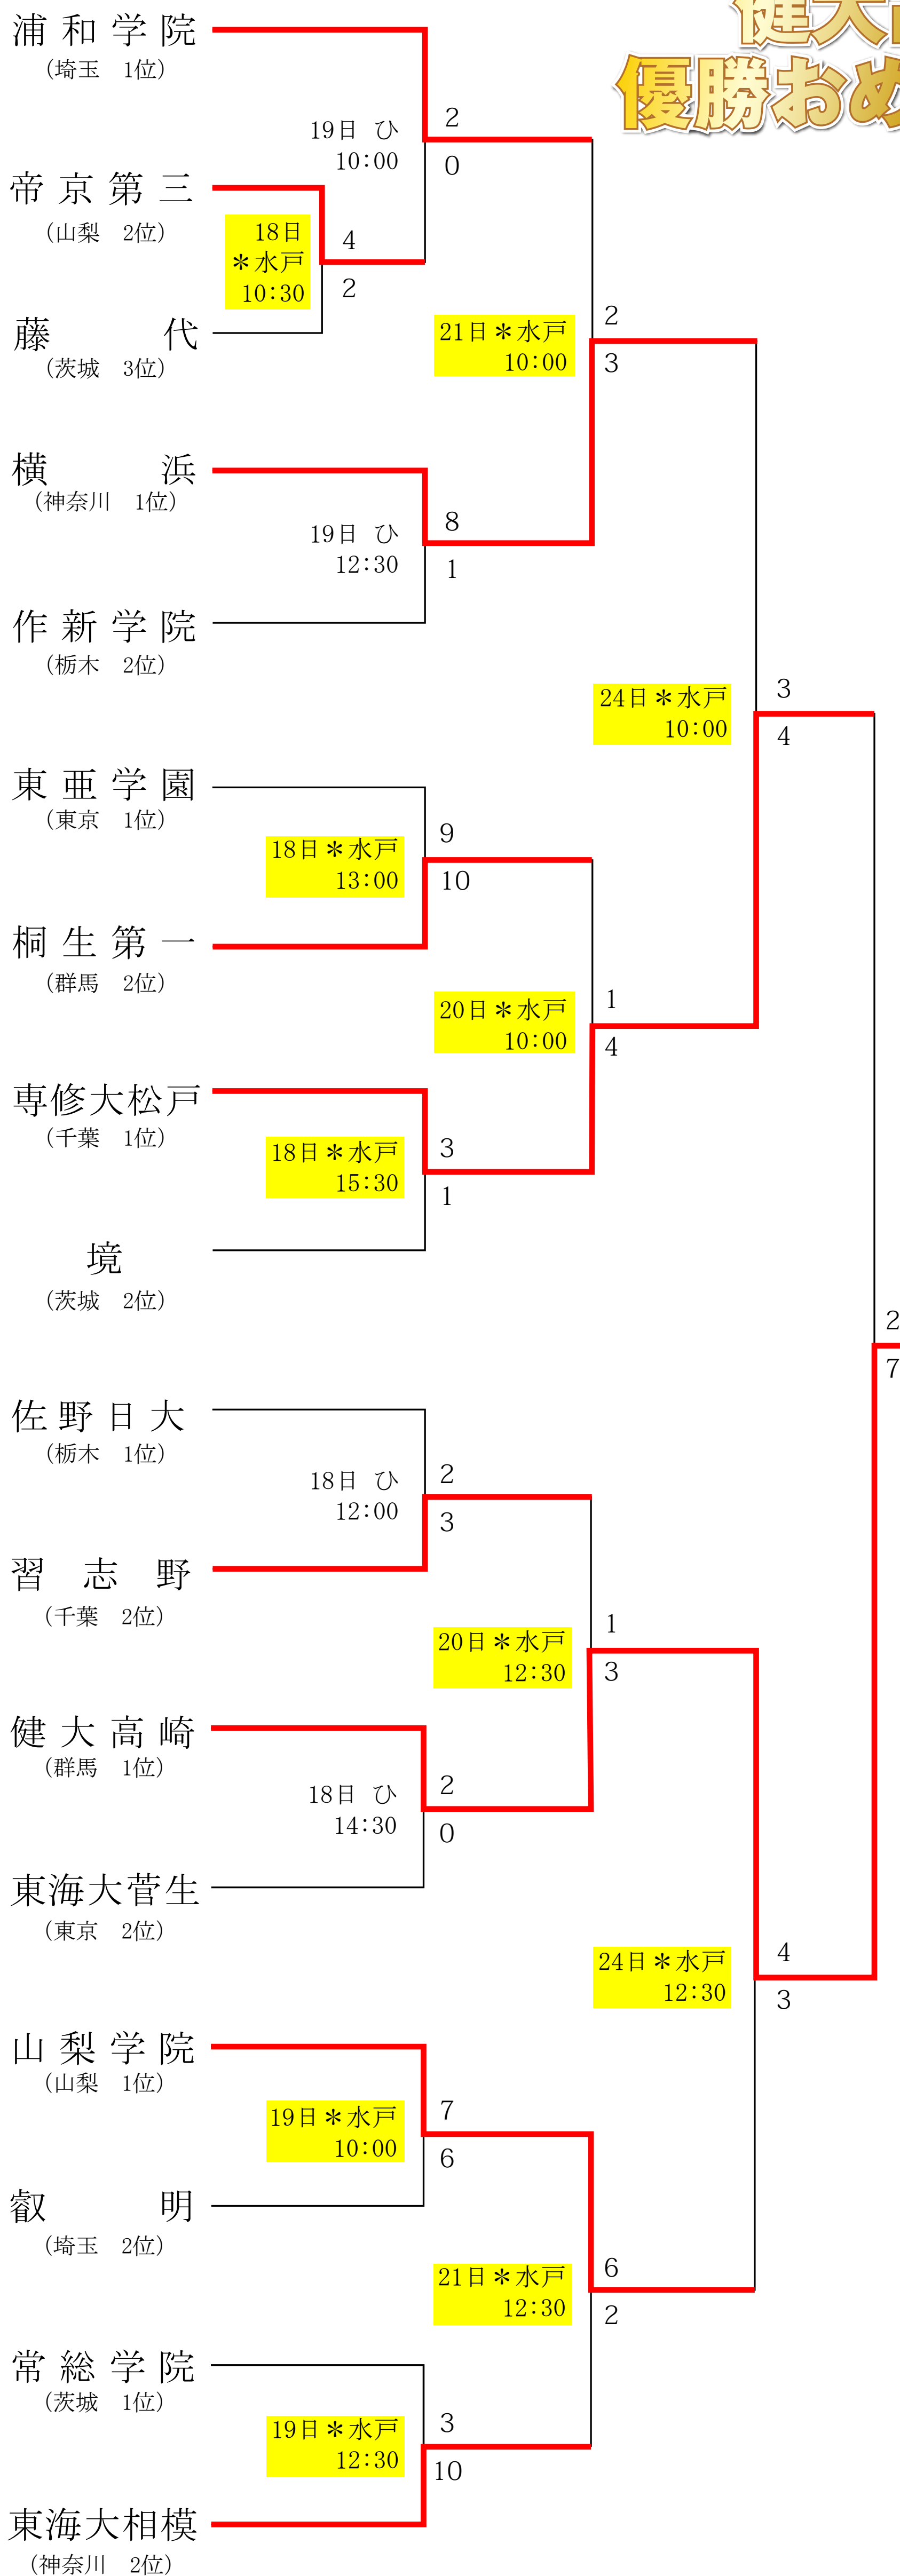 健大
優勝おめ
浦和学院
(埼玉 1位)
2
19日 ひ
10:00
0
帝京第三
(山梨 2位)
18日
＊水戸
10:30
4
2
藤 代
(茨城 3位)
21日＊水戸
10:00
2
3
横 浜
(神奈川 1位)
19日 ひ
12:30
8
1
作新学院
(栃木 2位)
24日＊水戸
10:00
3
4
東亜学園
(東京 1位)
18日＊水戸
13:00
9
10
桐生第一
(群馬 2位)
20日＊水戸
10:00
1
4
専修大松戸
(千葉 1位)
18日＊水戸
15:30
3
1
境
(茨城 2位)
2
7
佐野日大
(栃木 1位)
18日 ひ
12:00
2
3
習志野
(千葉 2位)
20日＊水戸
12:30
1
3
健大高崎
(群馬 1位)
18日 ひ
14:30
2
0
東海大菅生
(東京 2位)
24日＊水戸
12:30
4
3
山梨学院
(山梨 1位)
19日＊水戸
10:00
7
6
叡 明
(埼玉 2位)
21日＊水戸
12:30
6
2
常総学院
(茨城 1位)
19日＊水戸
12:30
3
10
東海大相模
(神奈川 2位)